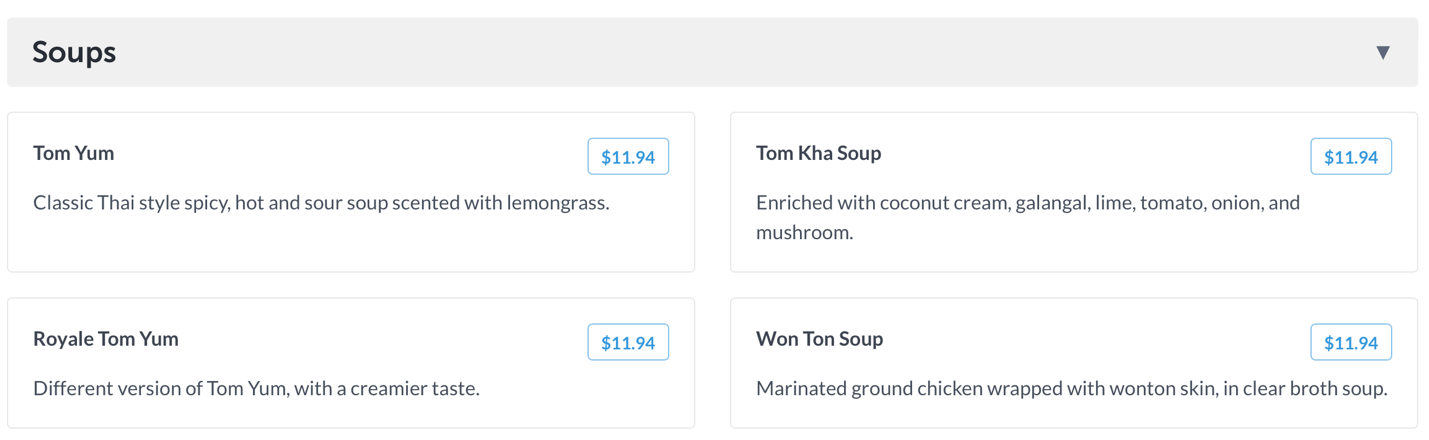 Soups
Tom Yum
$11.94
Classic Thai style spicy, hot and sour soup scented with lemongrass.
Tom Kha Soup
$11.94
Enriched with coconut cream, galangal, lime, tomato, onion, and
mushroom.
Royale Tom Yum
$11.94
Different version of Tom Yum, with a creamier taste.
Won Ton Soup
$11.94
Marinated ground chicken wrapped with wonton skin, in clear broth soup.